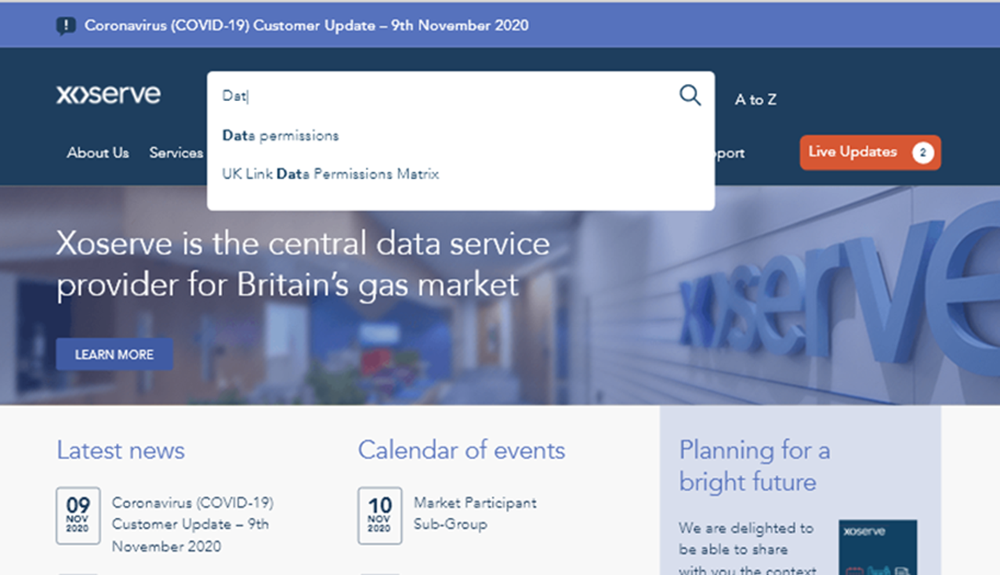 Coronavirus (COVID-19) Customer Update – 9th November 2020
xoserve
Dat
A to Z
Data permissions
UK Link Data Permissions Matrix
About Us
Services
Live Updates
2
Xoserve is the central data service
provider for Britain's gas market
xoserve
LEARN MORE
Latest news
09
NOV
2020
Coronavirus (COVID-19)
Customer Update – 9th
November 2020
Calendar of events
10
NOV
2020
Market Participant
Sub-Group
Planning for a
bright future
We are delighted to
be able to share
with you the context
xoserve